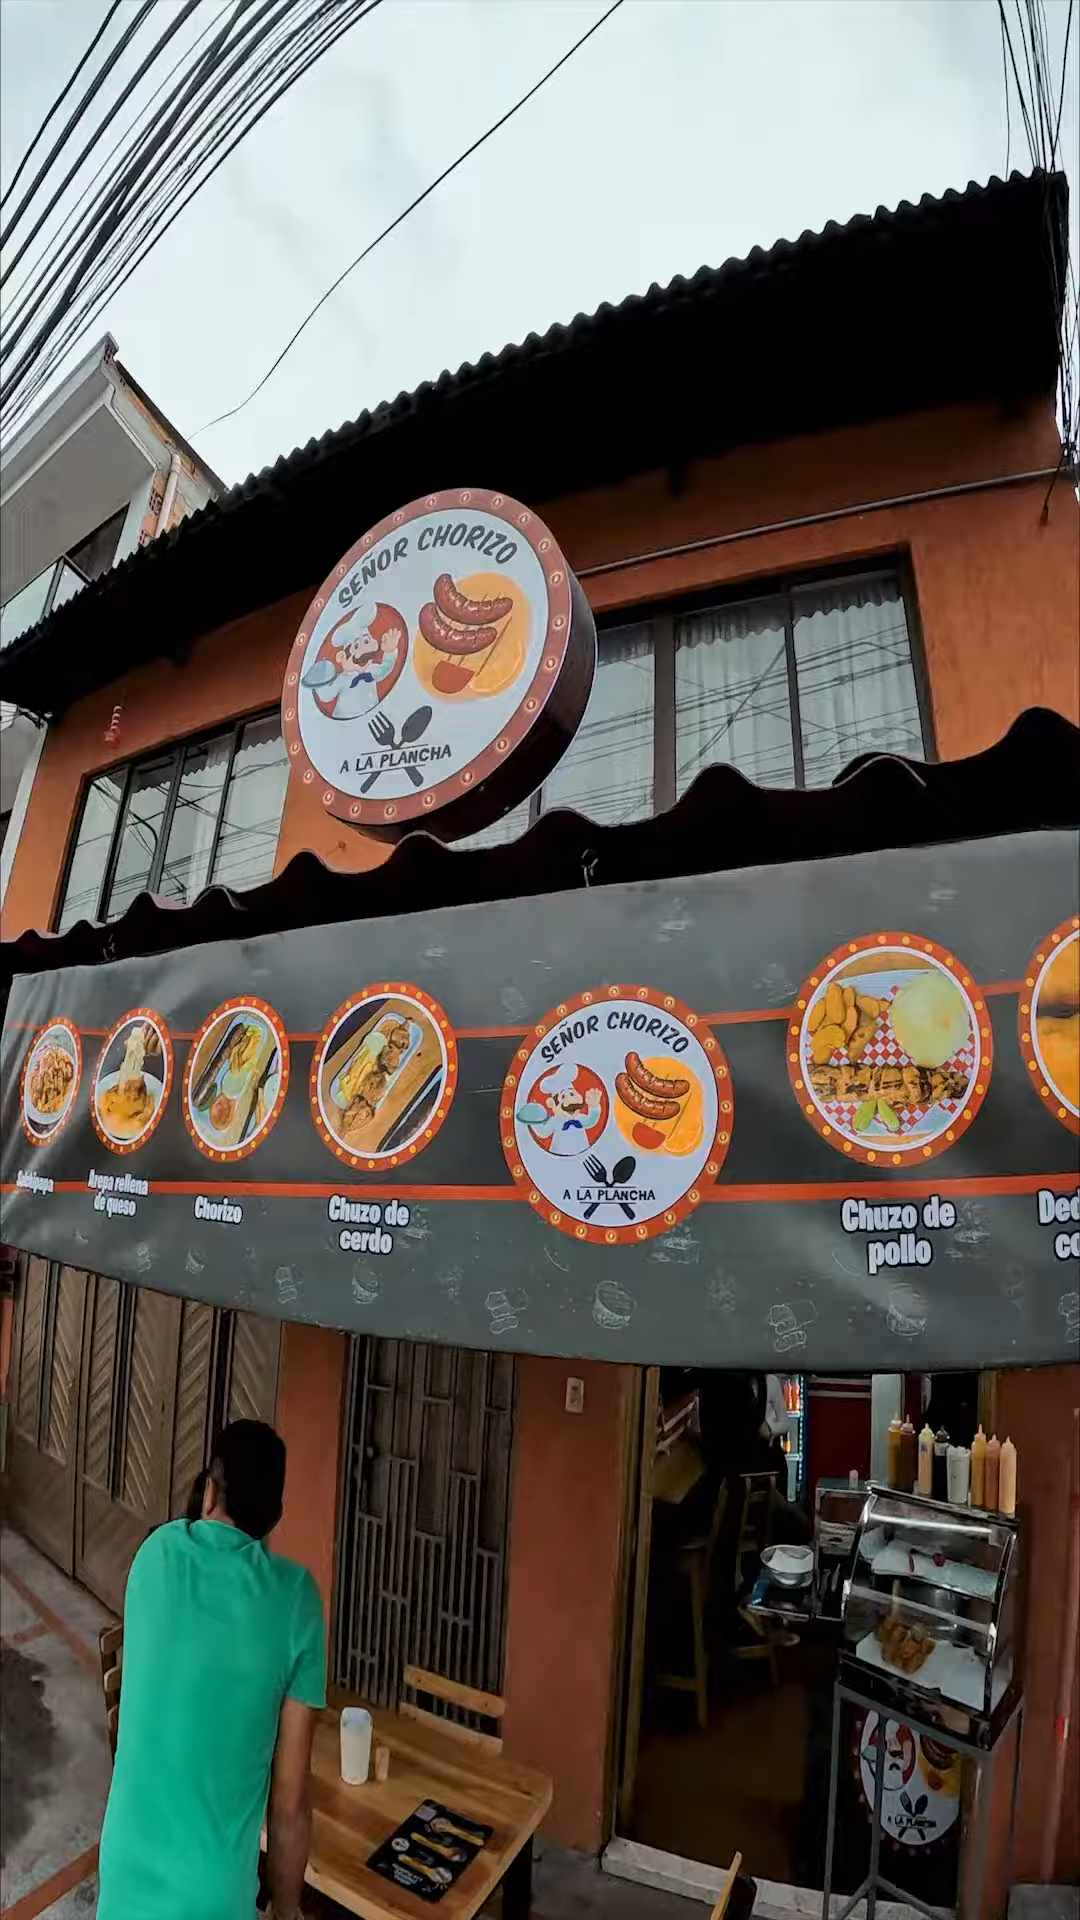 SEÑOR CHORIZO
A LA PLANCHA
SEÑOR CHORIZO
A LA PLANCHA
Salchipapa
Arepa rellena
de queso
Chorizo
Chuzo de
cerdo
Chuzo de
pollo
A LA PLANCHA